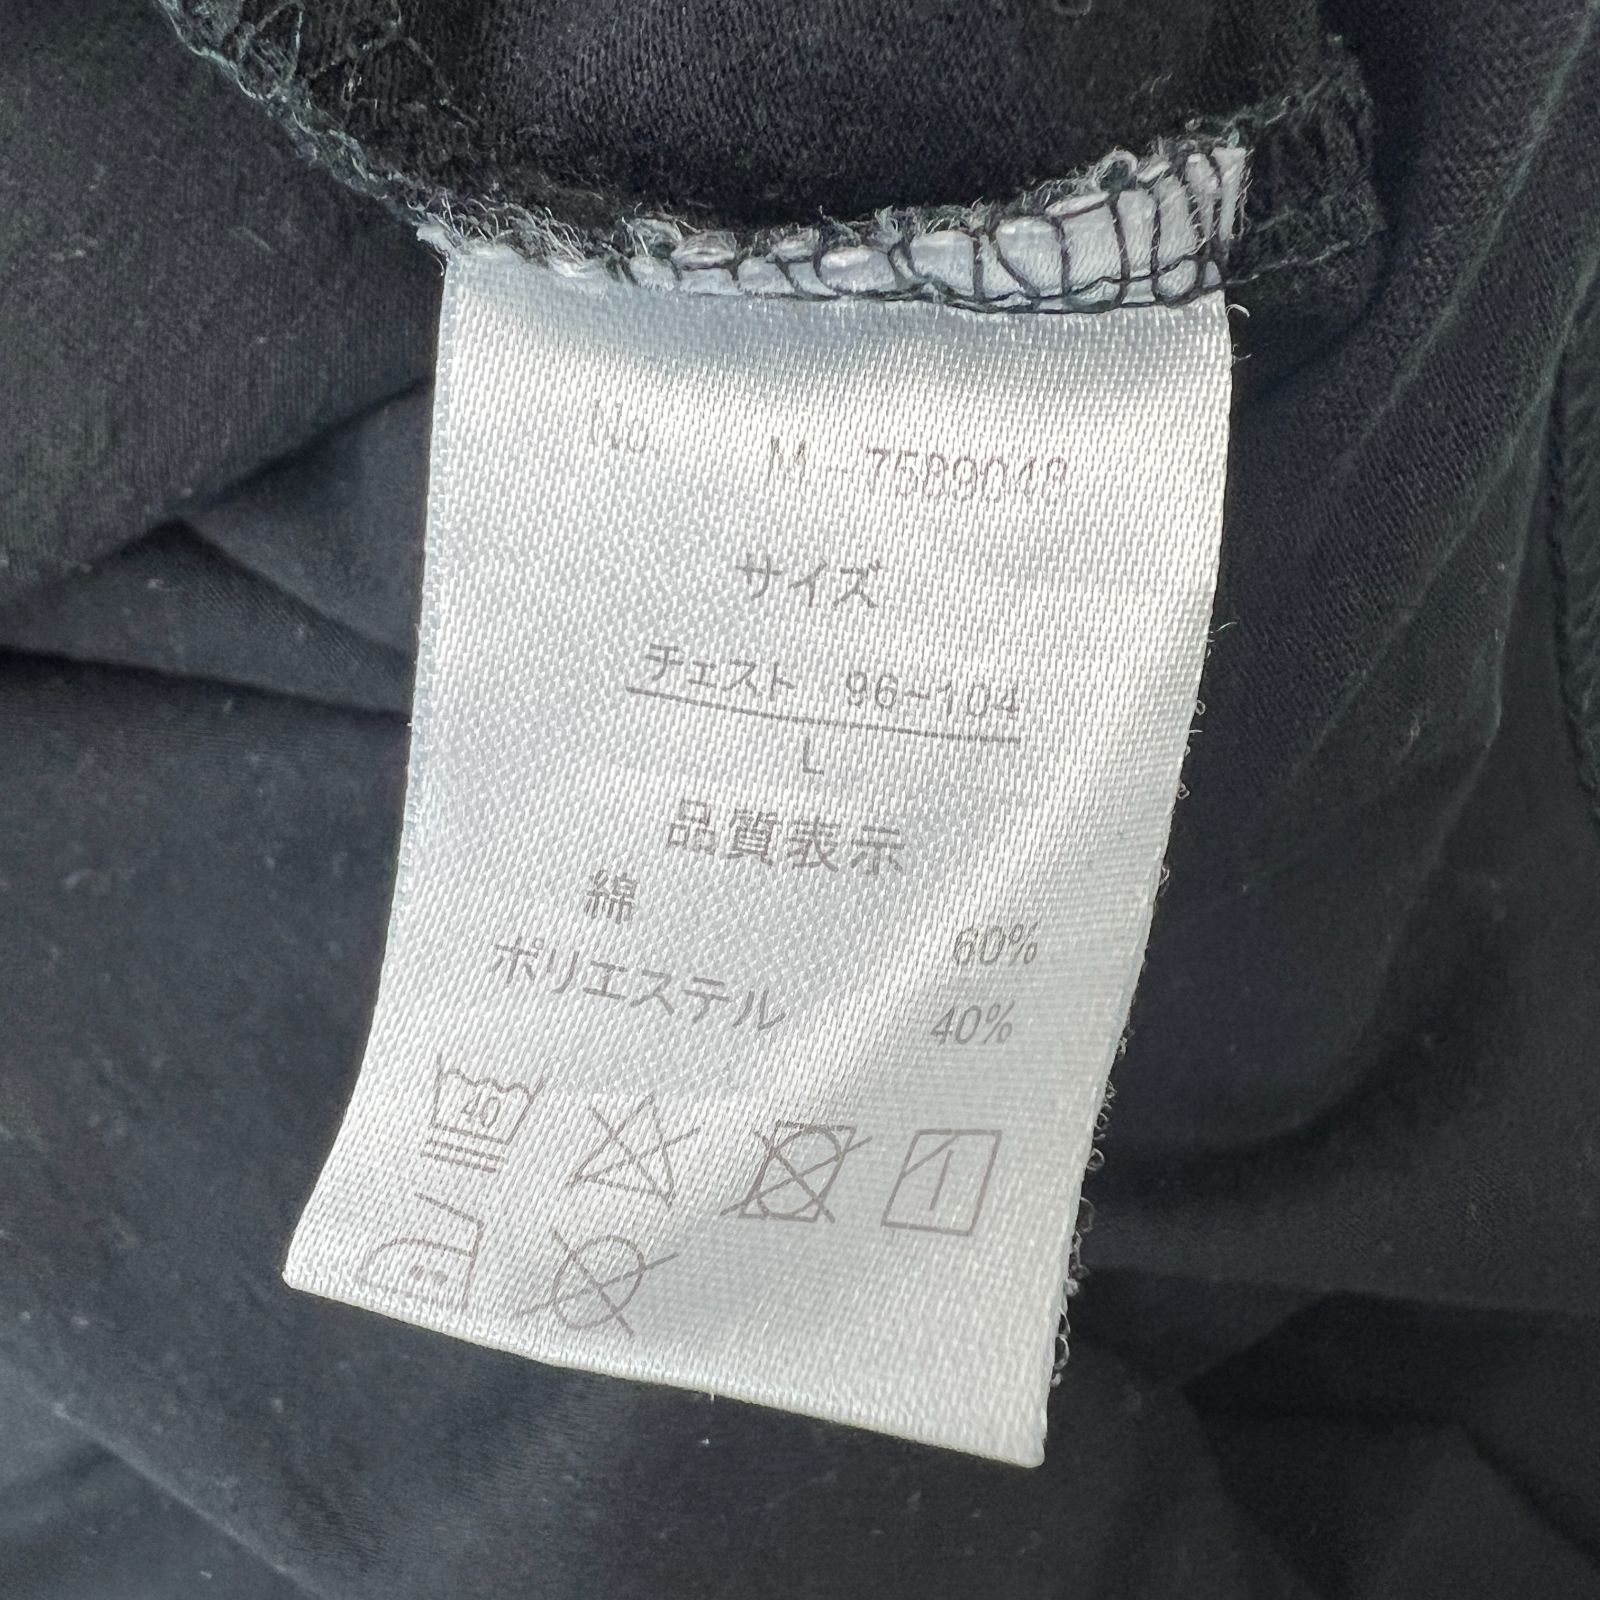 No M-7589048
サイズ
チェスト 96-104
L
品質表示
綿 60%
ポリエステル 40%
40